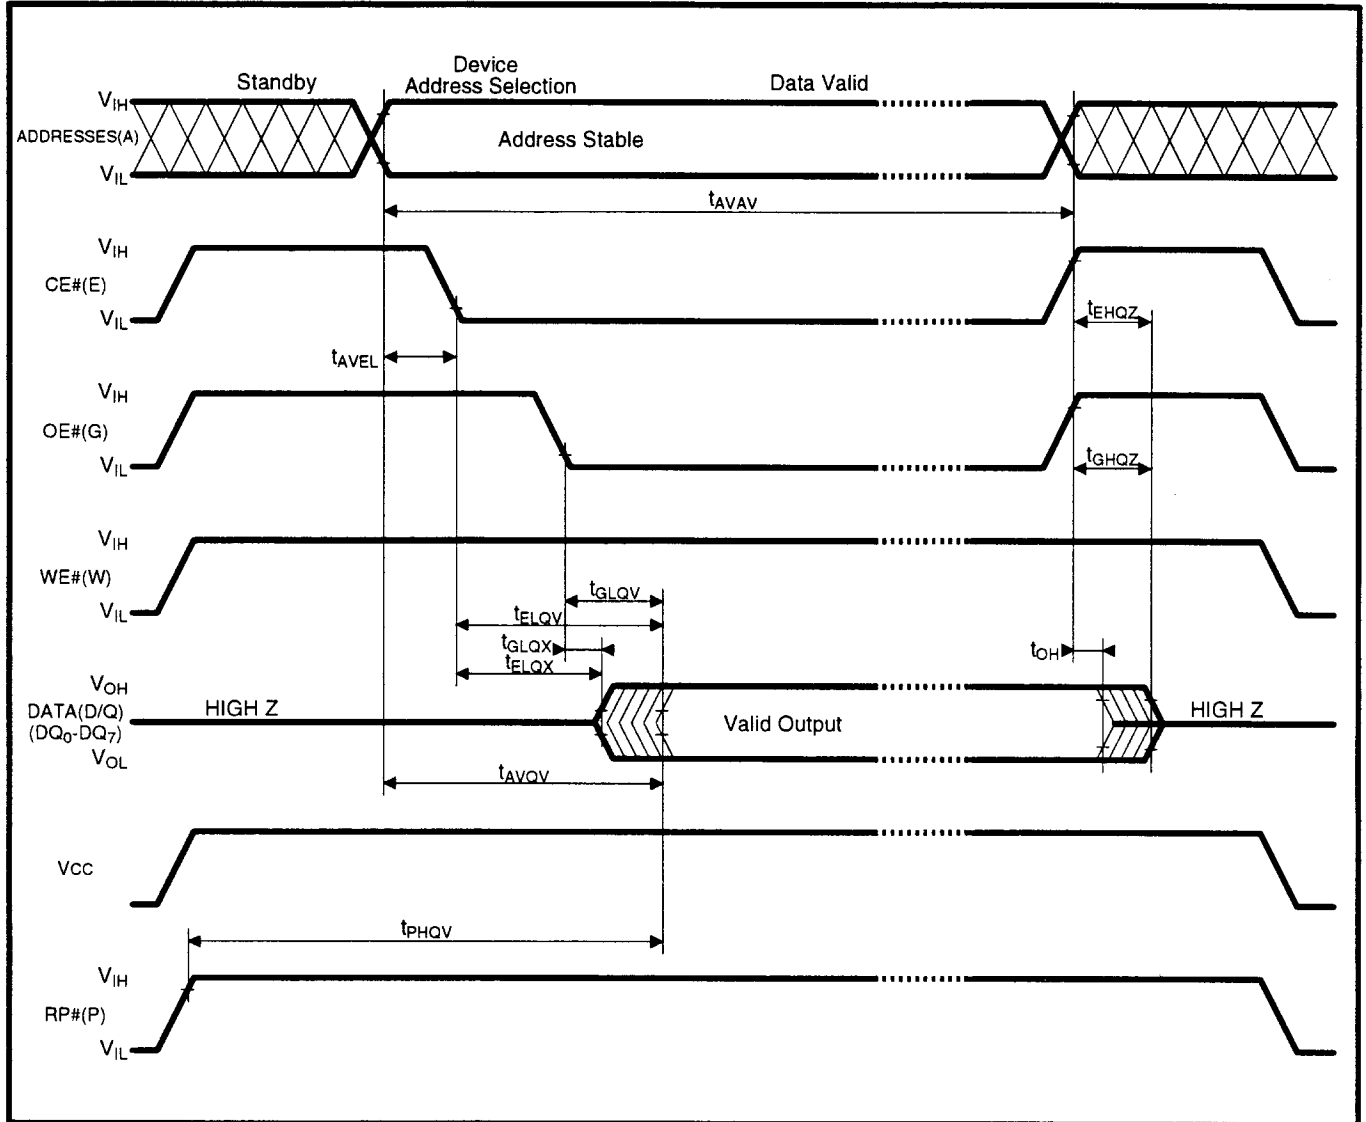 Standby
Device
Address Selection
Data Valid
VIH
ADDRESSES(A)
VIL
Address Stable
tAVAV
VIH
CE#(E)
VIL
tEHQZ
tAVEL
VIH
OE#(G)
VIL
tGHQZ
VIH
WE#(W)
VIL
tGLQV
tELQV
tGLQX
tELQX
tOH
VOH
DATA(D/Q)
(DQ0-DQ7)
VOL
HIGH Z
Valid Output
HIGH Z
tAVQV
VCC
tPHQV
VIH
RP#(P)
VIL